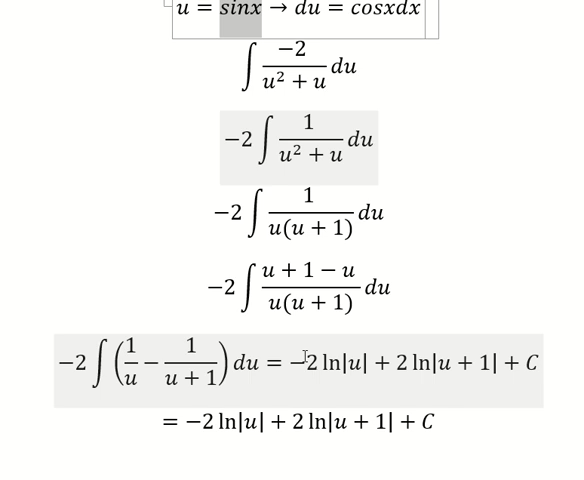 u = sinx → du = cosxdx
∫ -2/(u² + u) du
-2 ∫ 1/(u² + u) du
-2 ∫ 1/(u(u + 1)) du
-2 ∫ (u + 1 - u)/(u(u + 1)) du
-2 ∫ (1/u - 1/(u + 1)) du = -2 ln|u| + 2 ln|u + 1| + C
= -2 ln|u| + 2 ln|u + 1| + C